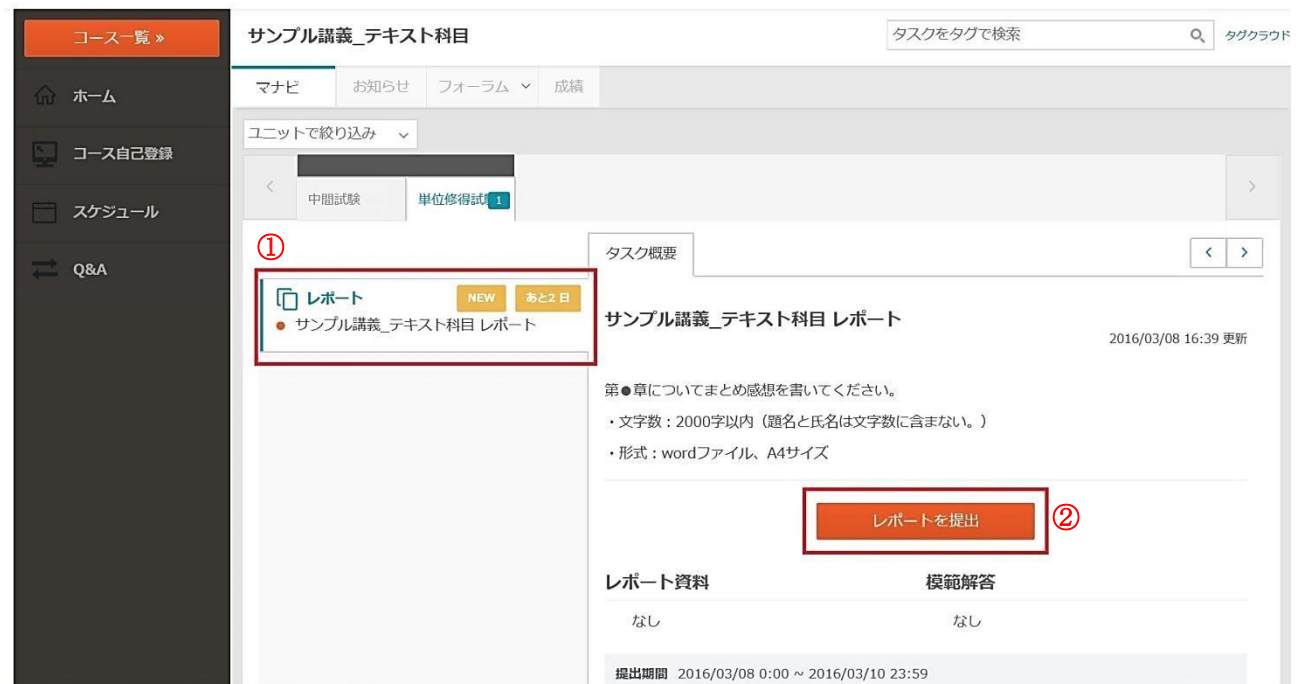 コース一覧 »
ホーム
コース自己登録
スケジュール
Q&A
サンプル講義_テキスト科目
タスクをタグで検索
タグクラウド
マナビ お知らせ フォーラム 成績
ユニットで絞り込み
中間試験 単位修得試 1
①
レポート NEW あと2 日
サンプル講義_テキスト科目 レポート
タスク概要
サンプル講義_テキスト科目 レポート
2016/03/08 16:39 更新
第●章についてまとめ感想を書いてください。
・文字数：2000字以内（題名と氏名は文字数に含まない。）
・形式：wordファイル、A4サイズ
レポートを提出 ②
レポート資料 模範解答
なし なし
提出期間 2016/03/08 0:00 ~ 2016/03/10 23:59